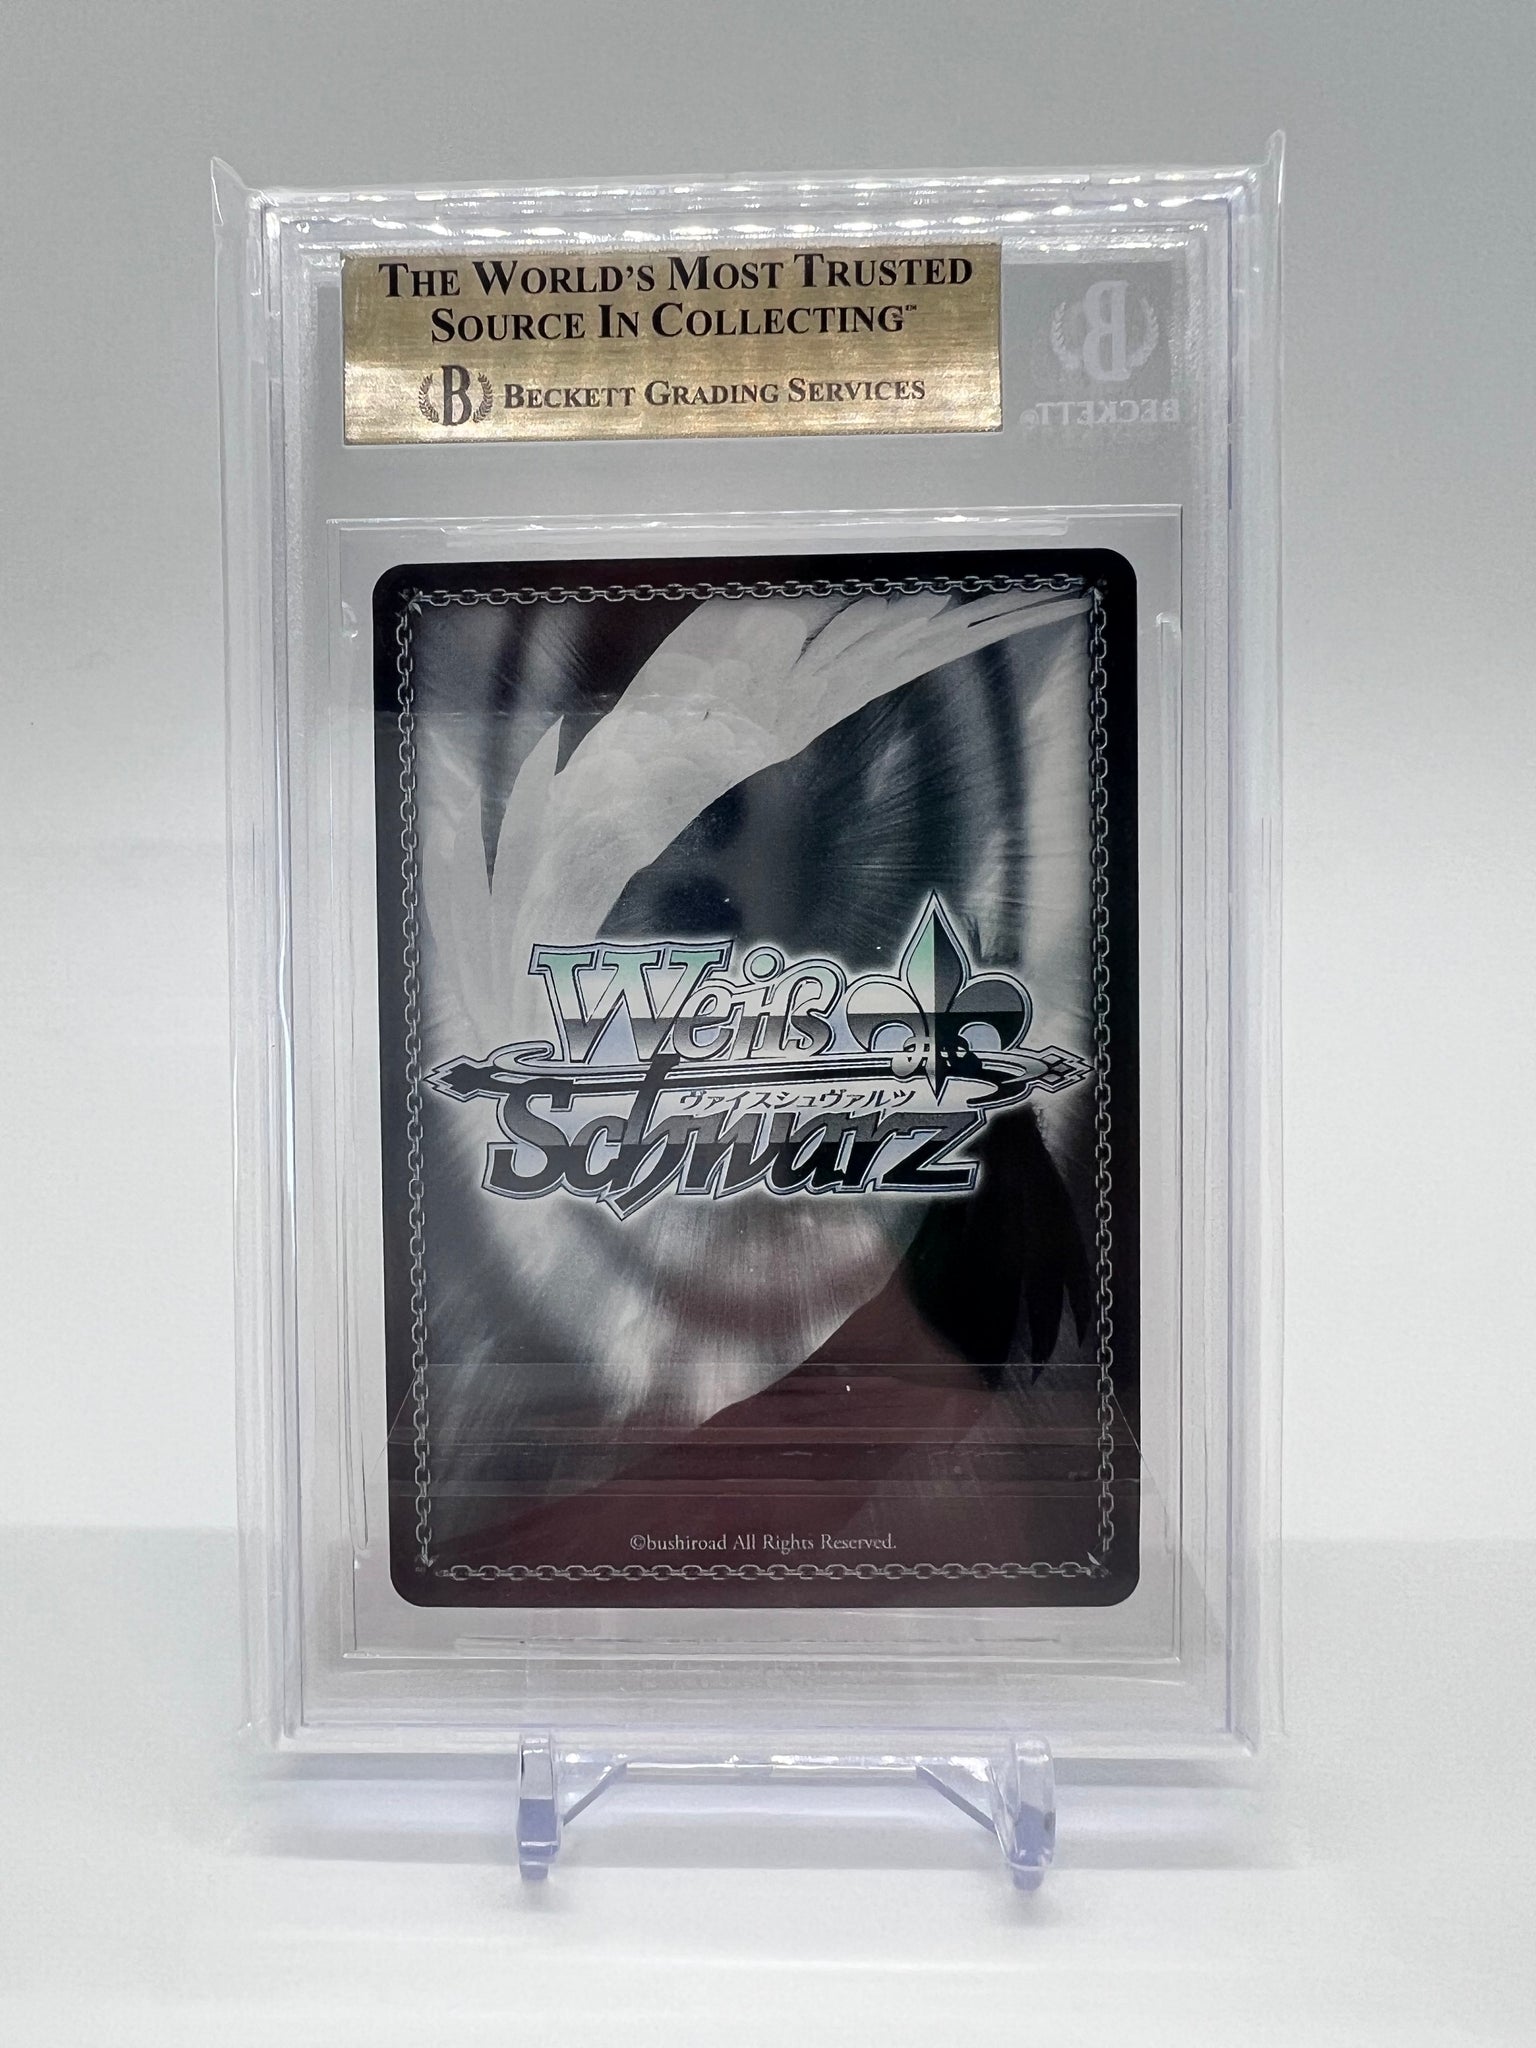 THE WORLD'S MOST TRUSTED
SOURCE IN COLLECTING™
B BECKETT GRADING SERVICES
B
BECKETT®
Weiß
ヴァイスシュヴァルツ
Schwarz
©bushiroad All Rights Reserved.